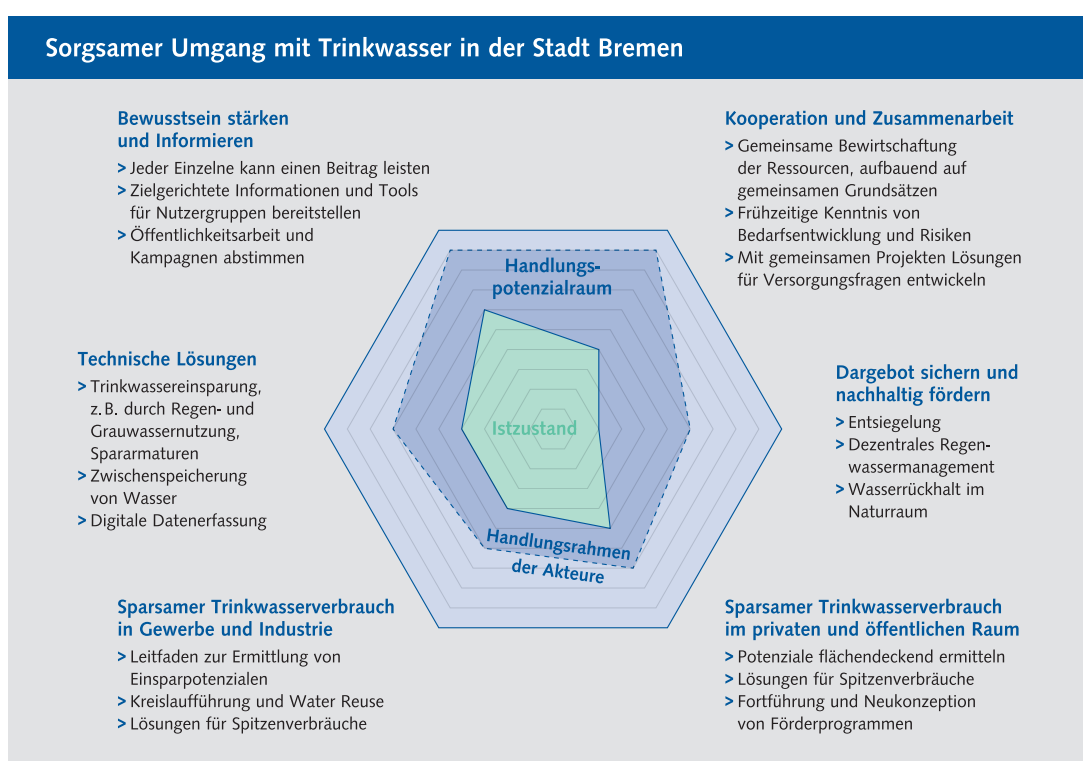 Sorgsamer Umgang mit Trinkwasser in der Stadt Bremen
Bewusstsein stärken
und Informieren
> Jeder Einzelne kann einen Beitrag leisten
> Zielgerichtete Informationen und Tools
für Nutzergruppen bereitstellen
> Öffentlichkeitsarbeit und
Kampagnen abstimmen
Kooperation und Zusammenarbeit
> Gemeinsame Bewirtschaftung
der Ressourcen, aufbauend auf
gemeinsamen Grundsätzen
> Frühzeitige Kenntnis von
Bedarfsentwicklung und Risiken
> Mit gemeinsamen Projekten Lösungen
für Versorgungsfragen entwickeln
Handlungs-
potenzialraum
Technische Lösungen
> Trinkwassereinsparung,
z. B. durch Regen- und
Grauwassernutzung,
Spararmaturen
> Zwischenspeicherung
von Wasser
> Digitale Datenerfassung
Istzustand
Dargebot sichern und
nachhaltig fördern
> Entsiegelung
> Dezentrales Regen-
wassermanagement
> Wasserrückhalt im
Naturraum
Handlungsrahmen
der Akteure
Sparsamer Trinkwasserverbrauch
in Gewerbe und Industrie
> Leitfaden zur Ermittlung von
Einsparpotenzialen
> Kreislaufführung und Water Reuse
> Lösungen für Spitzenverbräuche
Sparsamer Trinkwasserverbrauch
im privaten und öffentlichen Raum
> Potenziale flächendeckend ermitteln
> Lösungen für Spitzenverbräuche
> Fortführung und Neukonzeption
von Förderprogrammen